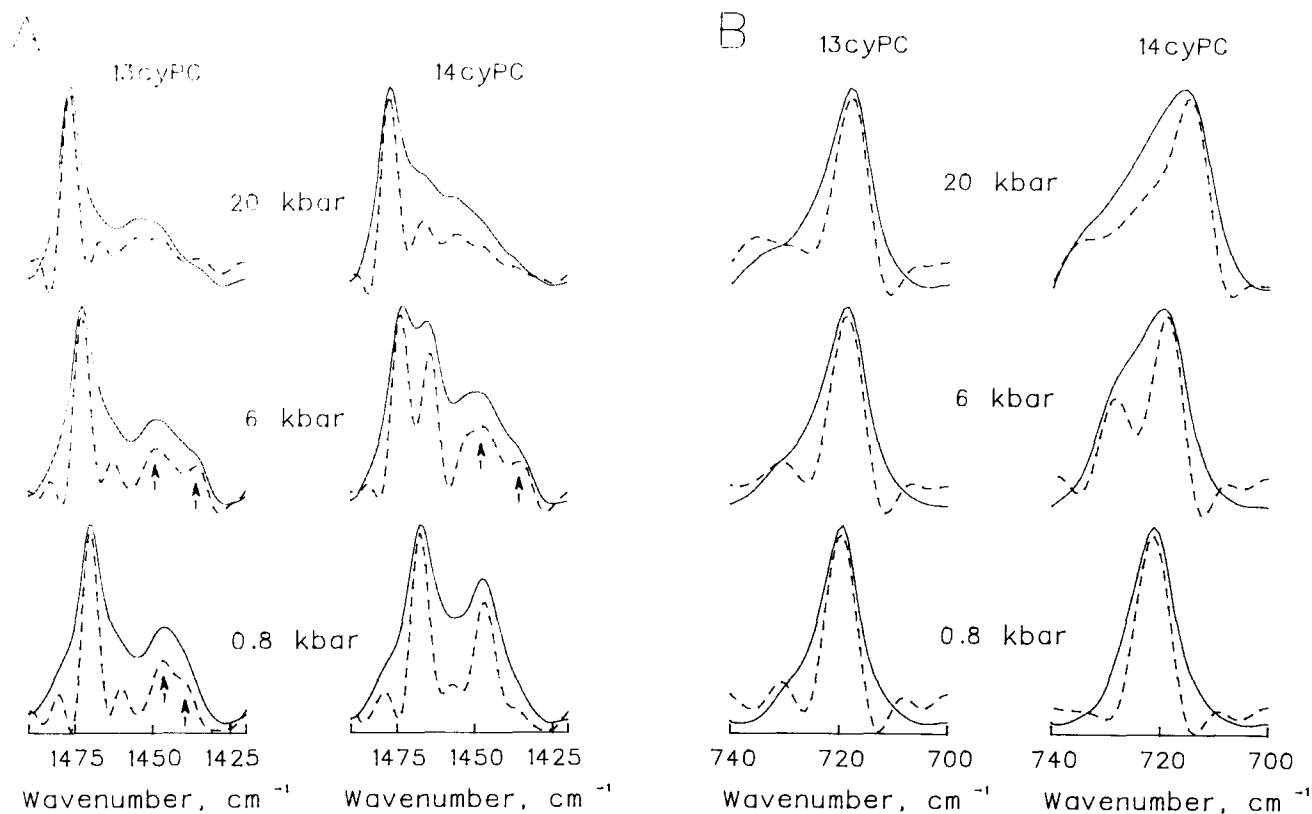 A
B
13cyPC
14cyPC
13cyPC
14cyPC
20 kbar
20 kbar
6 kbar
6 kbar
0.8 kbar
0.8 kbar
1475 1450 1425
1475 1450 1425
740 720 700
740 720 700
Wavenumber, cm⁻¹
Wavenumber, cm⁻¹
Wavenumber, cm⁻¹
Wavenumber, cm⁻¹